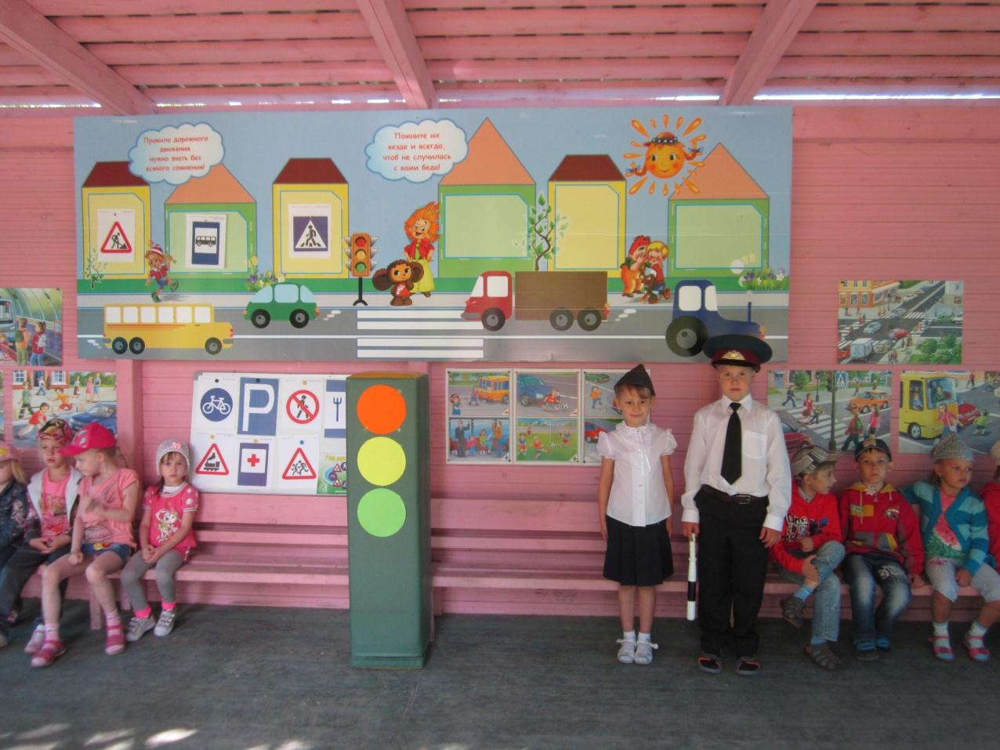 Правила дорожного
движения
нужно знать без
всякого сомнения!
Помните их
везде и всегда,
чтоб не случилась
с вами беда!
P